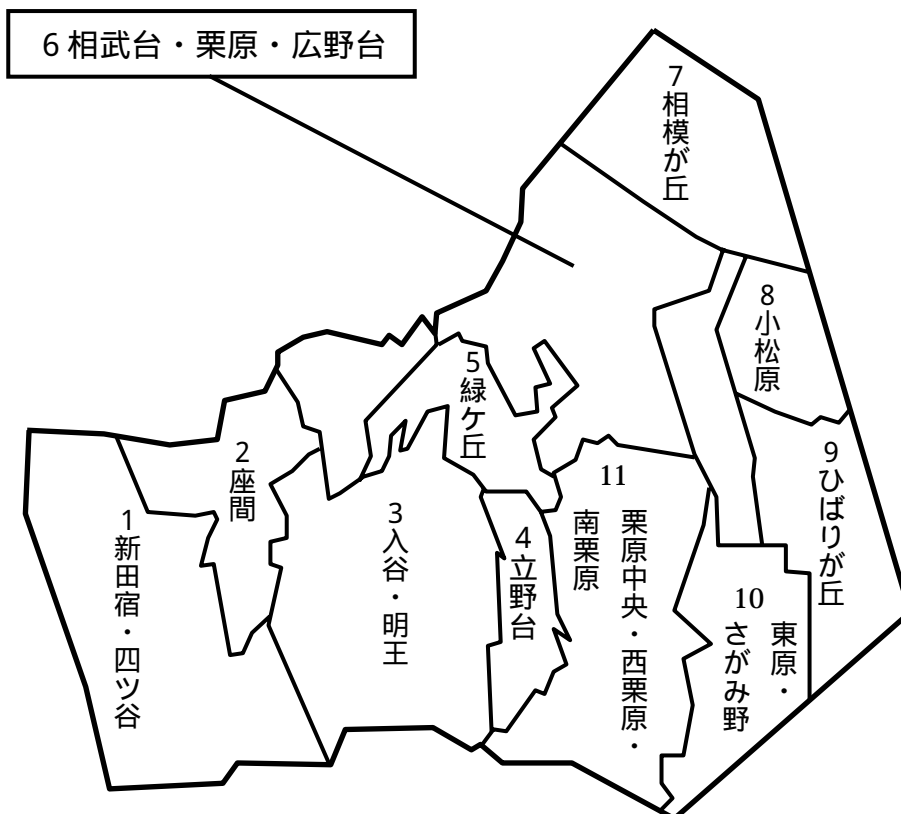 6 相武台・栗原・広野台
7 相模が丘
8 小松原
5 緑ケ丘
2 座間
9 ひばりが丘
11
栗原中央・西栗原・
南栗原
3 入谷・明王
1 新田宿・四ツ谷
4 立野台
10
東原・
さがみ野